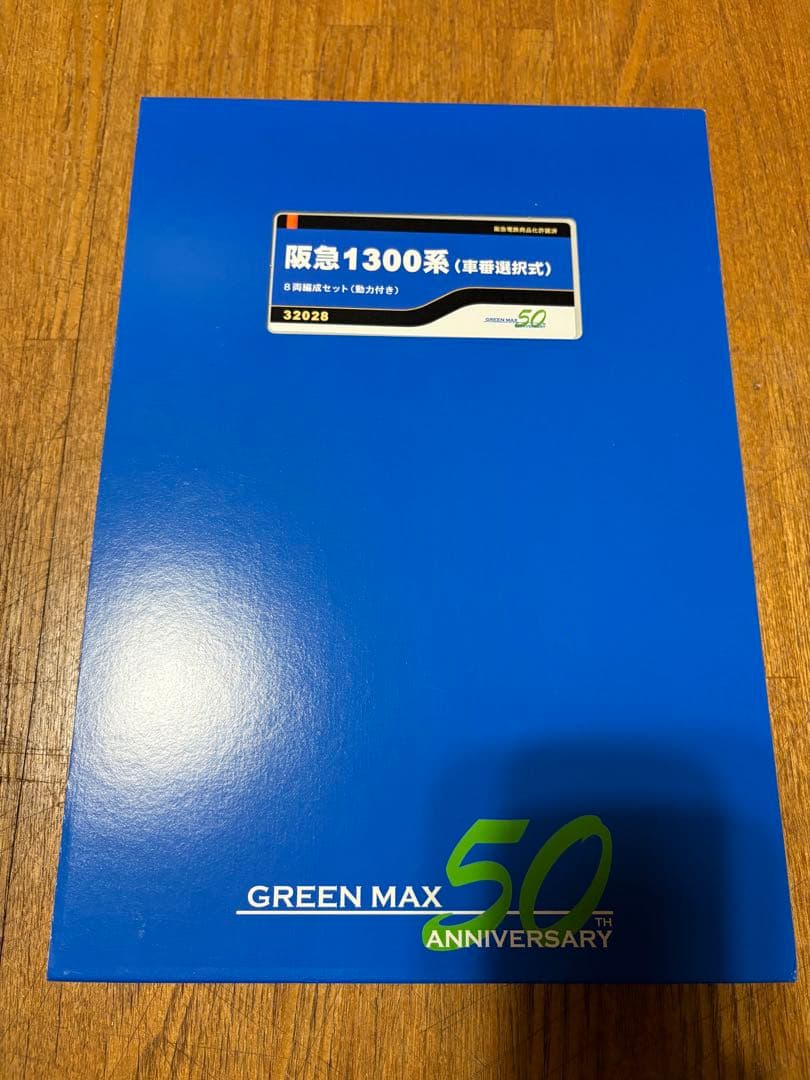 阪急電鉄商品化許諾済
阪急1300系(車番選択式)
8両編成セット(動力付き)
32028
GREEN MAX 50
ANNIVERSARY
GREEN MAX 50TH
ANNIVERSARY